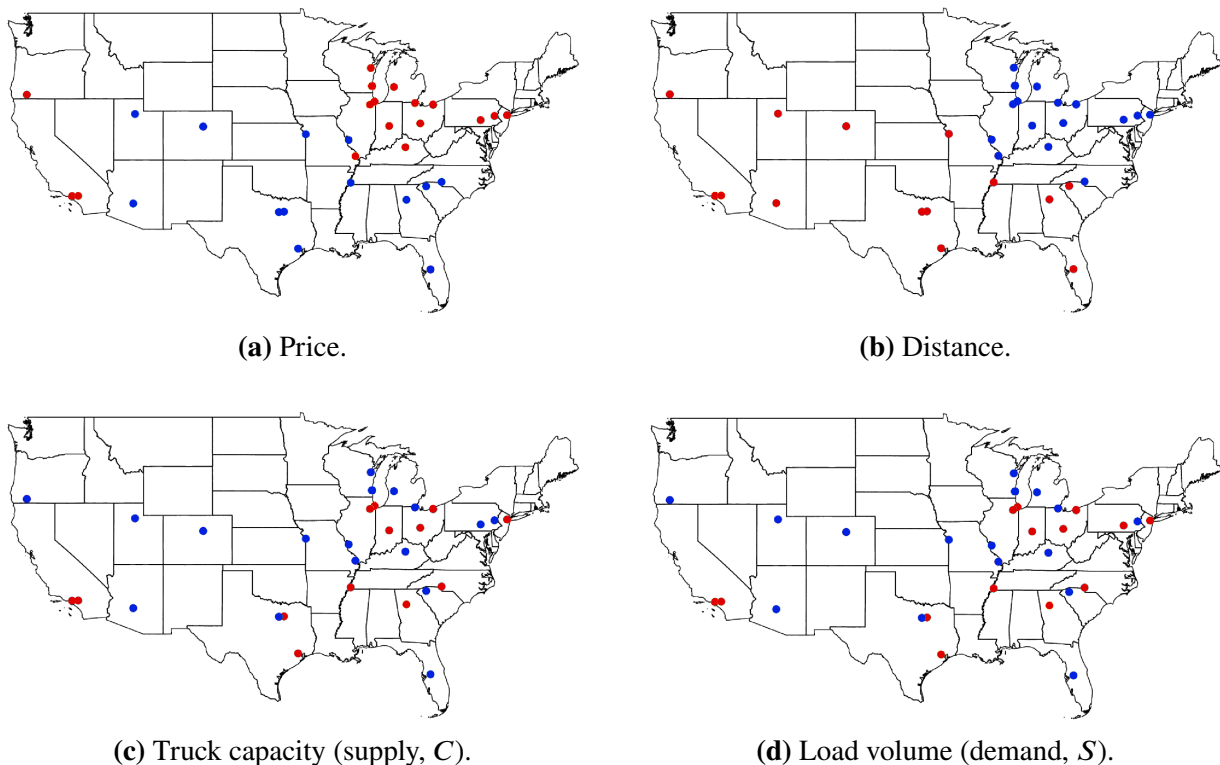 (a) Price.
(b) Distance.
(c) Truck capacity (supply, C).
(d) Load volume (demand, S).